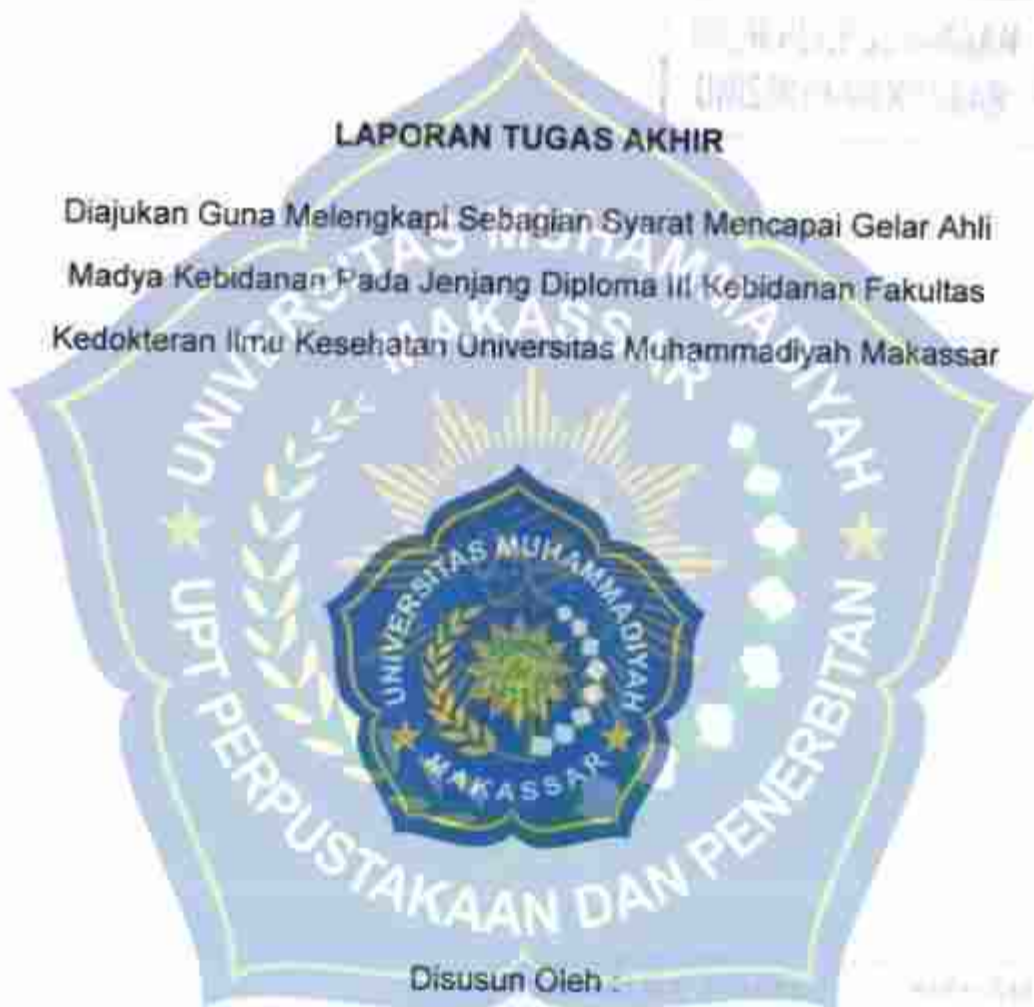 LAPORAN TUGAS AKHIR
Diajukan Guna Melengkapi Sebagian Syarat Mencapai Gelar Ahli
Madya Kebidanan Pada Jenjang Diploma III Kebidanan Fakultas
Kedokteran Ilmu Kesehatan Universitas Muhammadiyah Makassar
UNIVERSITAS MUHAMMADIYAH
MAKASSAR
UPT PERPUSTAKAAN DAN PENERBITAN
UNIVERSITAS MUHAMMADIYAH
MAKASSAR
Disusun Oleh :